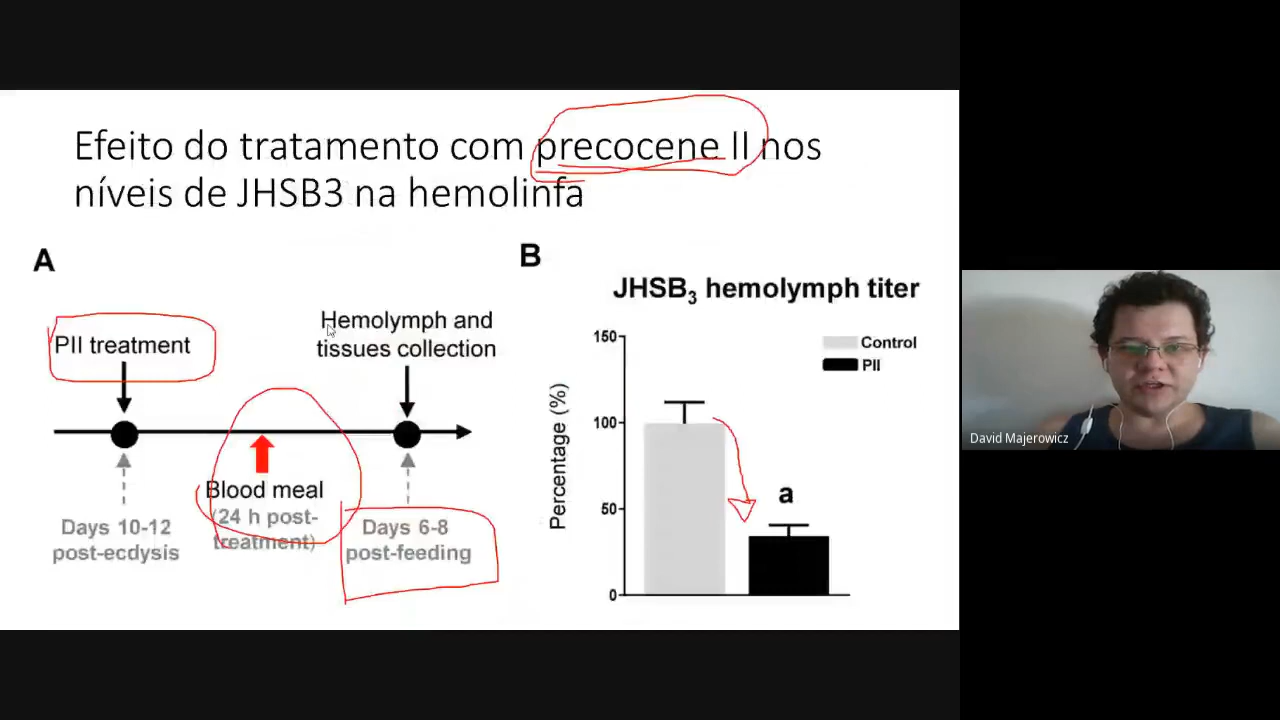 Efeito do tratamento com precocene II nos
níveis de JHSB3 na hemolinfa
A
PII treatment
Hemolymph and
tissues collection
Blood meal
(24 h post-
treatment)
Days 10-12
post-ecdysis
Days 6-8
post-feeding
B
JHSB₃ hemolymph titer
Percentage (%)
150
100
50
0
Control
PII
a
David Majerowicz